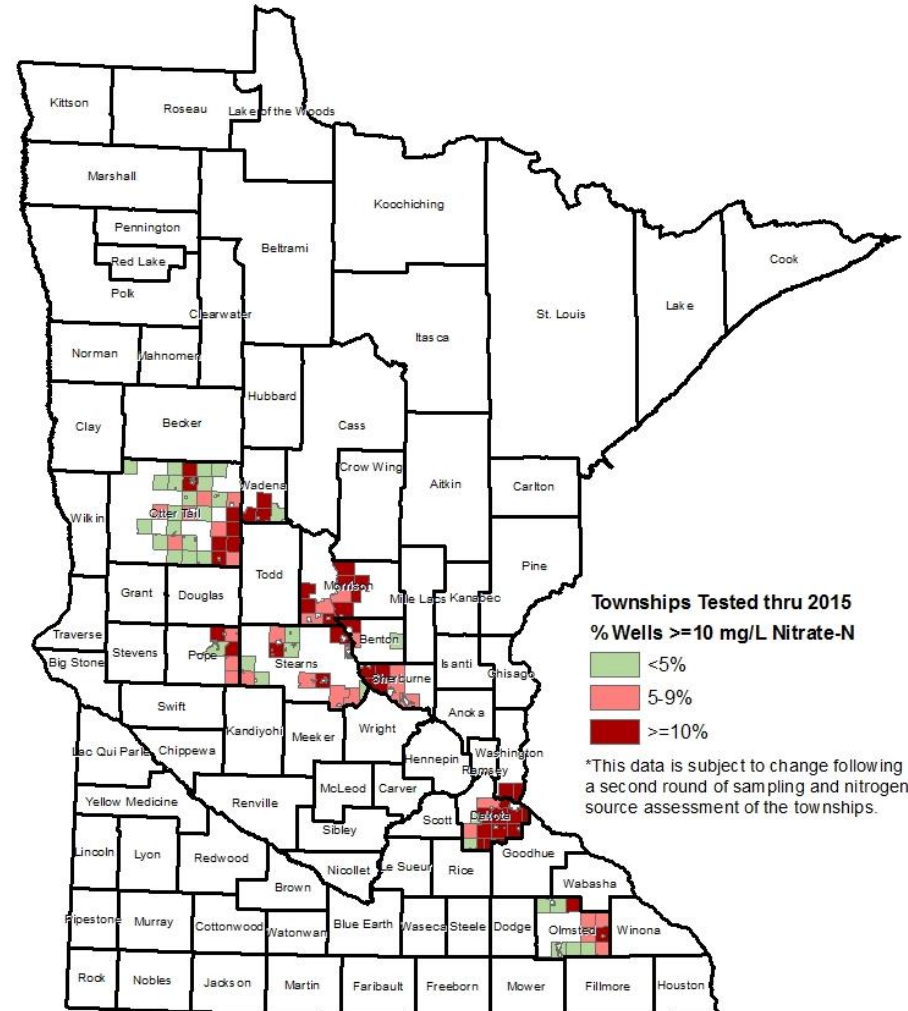 Kittson
Roseau
Lake of the Woods
Marshall
Koochiching
Pennington
Beltrami
Red Lake
Cook
Polk
Clearwater
St. Louis
Lake
Itasca
Norman
Mahnomen
Hubbard
Clay
Becker
Cass
Crow Wing
Wadena
Aitkin
Carlton
Otter Tail
Wilkin
Pine
Todd
Morrison
Grant
Douglas
Mille Lacs
Kanabec
Traverse
Stevens
Pope
Stearns
Benton
Big Stone
Isanti
Chisago
Sherburne
Swift
Anoka
Kandiyohi
Meeker
Wright
Lac Qui Parle
Chippewa
Hennepin
Washington
Ramsey
McLeod
Carver
Yellow Medicine
Renville
Dakota
Scott
Sibley
Lincoln
Lyon
Redwood
Goodhue
Nicollet
Le Sueur
Rice
Brown
Wabasha
Pipestone
Murray
Cottonwood
Watonwan
Blue Earth
Waseca
Steele
Dodge
Olmsted
Winona
Rock
Nobles
Jackson
Martin
Faribault
Freeborn
Mower
Fillmore
Houston
Townships Tested thru 2015
% Wells >=10 mg/L Nitrate-N
<5%
5-9%
>=10%
*This data is subject to change following
a second round of sampling and nitrogen
source assessment of the townships.